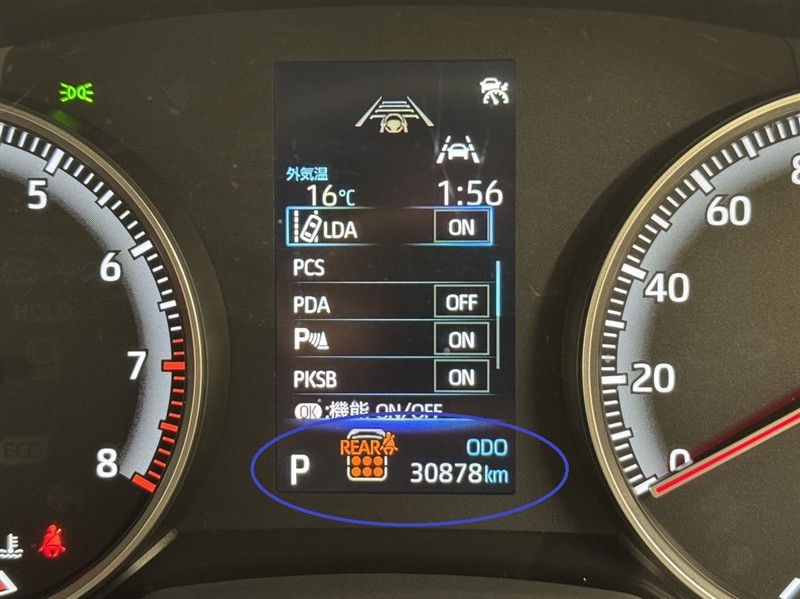 外気温
16℃ 1:56
LDA ON
PCS
PDA OFF
P ON
PKSB ON
OK :機能 ON/OFF
REAR ODO
P 30878km
5
6
7
8
ECO
80
60
40
20
0